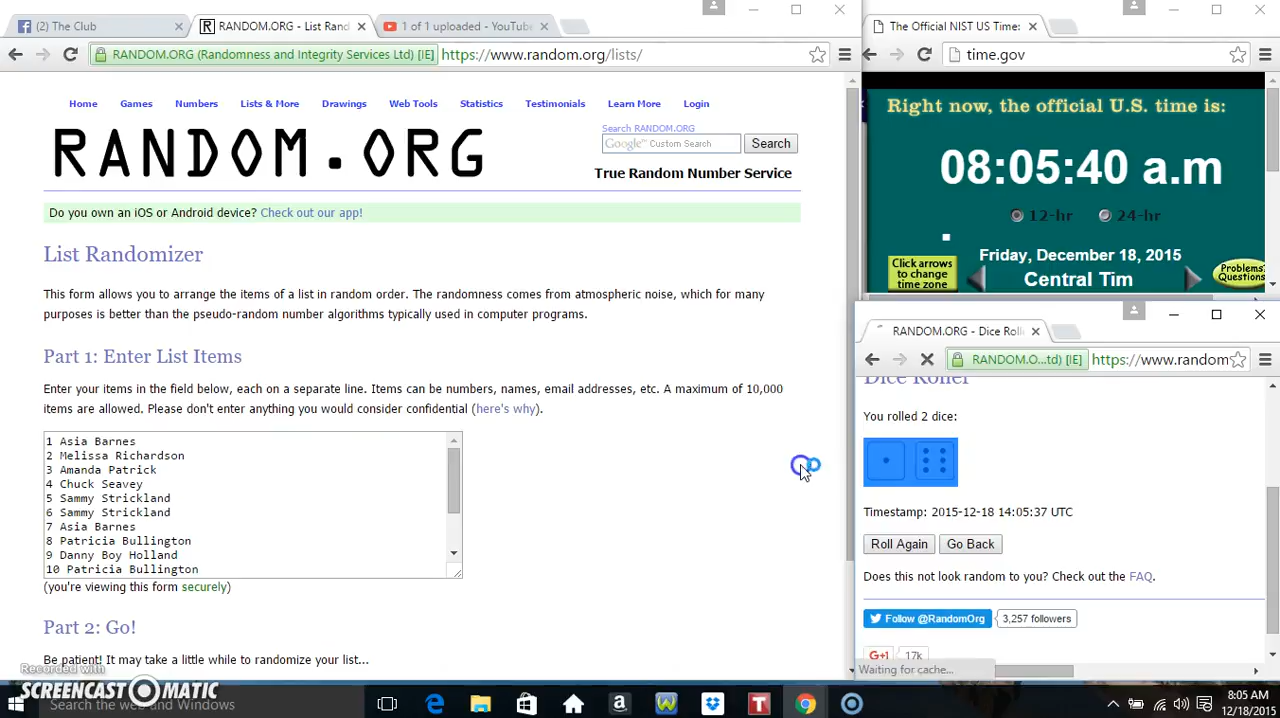 (2) The Club
RANDOM.ORG - List Rand
1 of 1 uploaded - YouTube
RANDOM.ORG (Randomness and Integrity Services Ltd) [IE]
https://www.random.org/lists/
Home Games Numbers Lists & More Drawings Web Tools Statistics Testimonials Learn More Login
RANDOM.ORG
Search RANDOM.ORG
Google™ Custom Search
Search
True Random Number Service
Do you own an iOS or Android device? Check out our app!
List Randomizer
This form allows you to arrange the items of a list in random order. The randomness comes from atmospheric noise, which for many
purposes is better than the pseudo-random number algorithms typically used in computer programs.
Part 1: Enter List Items
Enter your items in the field below, each on a separate line. Items can be numbers, names, email addresses, etc. A maximum of 10,000
items are allowed. Please don't enter anything you would consider confidential (here's why).
1 Asia Barnes
2 Melissa Richardson
3 Amanda Patrick
4 Chuck Seavey
5 Sammy Strickland
6 Sammy Strickland
7 Asia Barnes
8 Patricia Bullington
9 Danny Boy Holland
10 Patricia Bullington
(you're viewing this form securely)
Part 2: Go!
Be patient! It may take a little while to randomize your list...
The Official NIST US Time:
time.gov
Right now, the official U.S. time is:
08:05:40 a.m
12-hr 24-hr
Friday, December 18, 2015
Click arrows
to change
time zone
Central Tim
Problems?
Questions?
RANDOM.ORG - Dice Rolle
RANDOM.O...td) [IE]
https://www.random
Dice Roller
You rolled 2 dice:
Timestamp: 2015-12-18 14:05:37 UTC
Roll Again
Go Back
Does this not look random to you? Check out the FAQ.
Follow @RandomOrg
3,257 followers
G+1
17k
Waiting for cache...
Recorded with
SCREENCAST-O-MATIC
Search the web and Windows
8:05 AM
12/18/2015